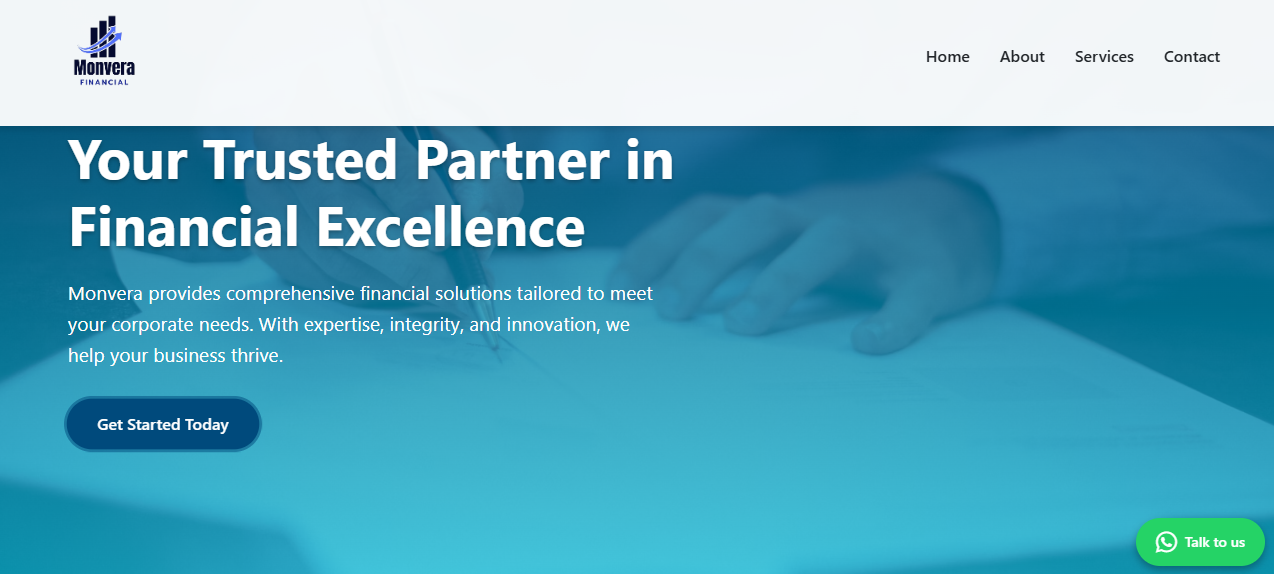 Monvera
FINANCIAL
Home About Services Contact
Your Trusted Partner in
Financial Excellence
Monvera provides comprehensive financial solutions tailored to meet
your corporate needs. With expertise, integrity, and innovation, we
help your business thrive.
Get Started Today
Talk to us